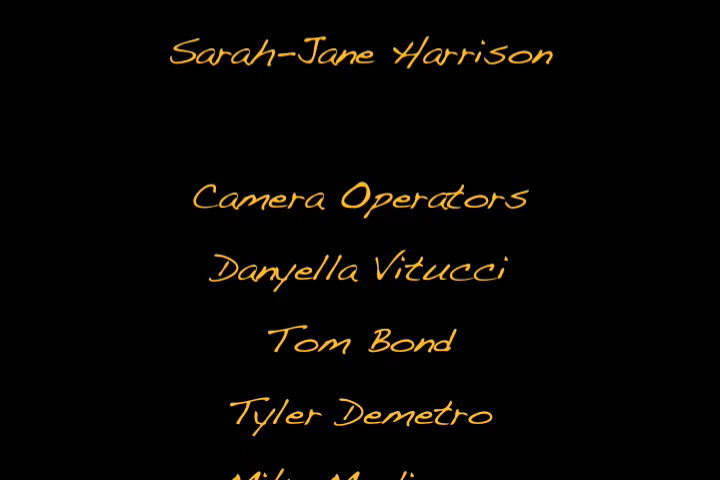 Sarah-Jane Harrison
Camera Operators
Danyella Vitucci
Tom Bond
Tyler Demetro